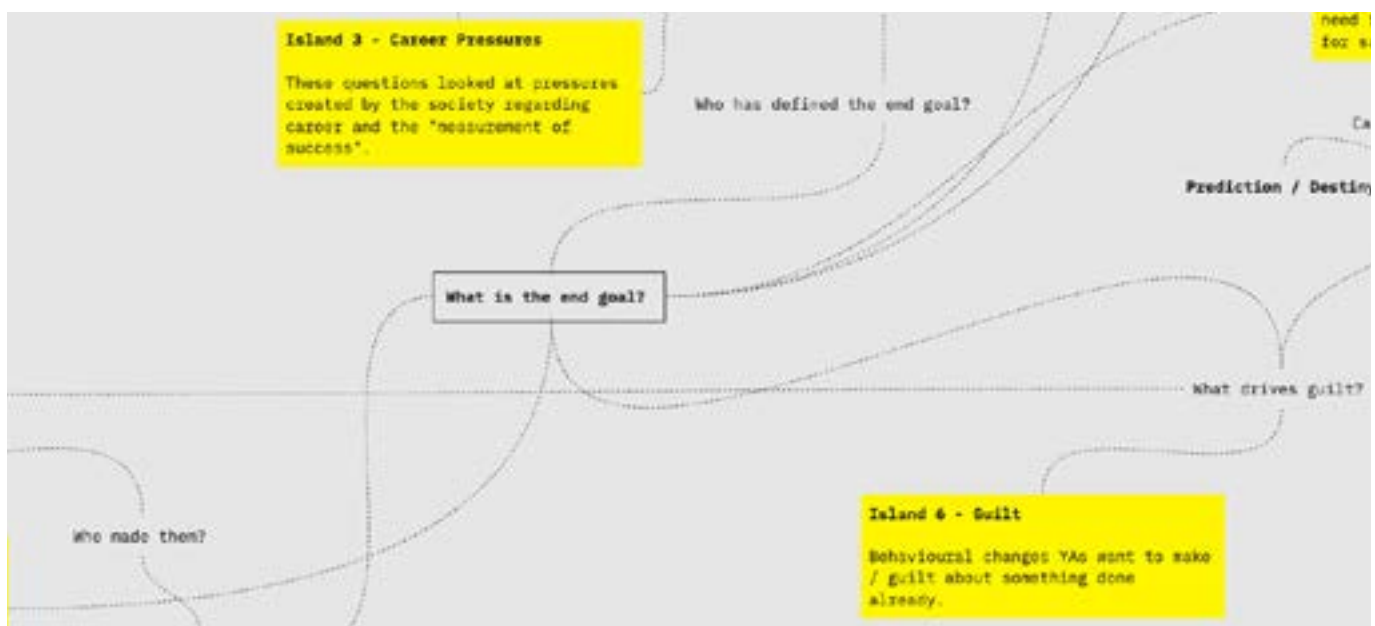 Island 3 - Career Pressures
These questions looked at pressures
created by the society regarding
career and the "measurement of
success".
need
for
Who has defined the end goal?
Prediction / Destiny
What is the end goal?
What drives guilt?
Who made them?
Island 6 - Guilt
Behavioural changes YAs want to make
/ guilt about something done
already.